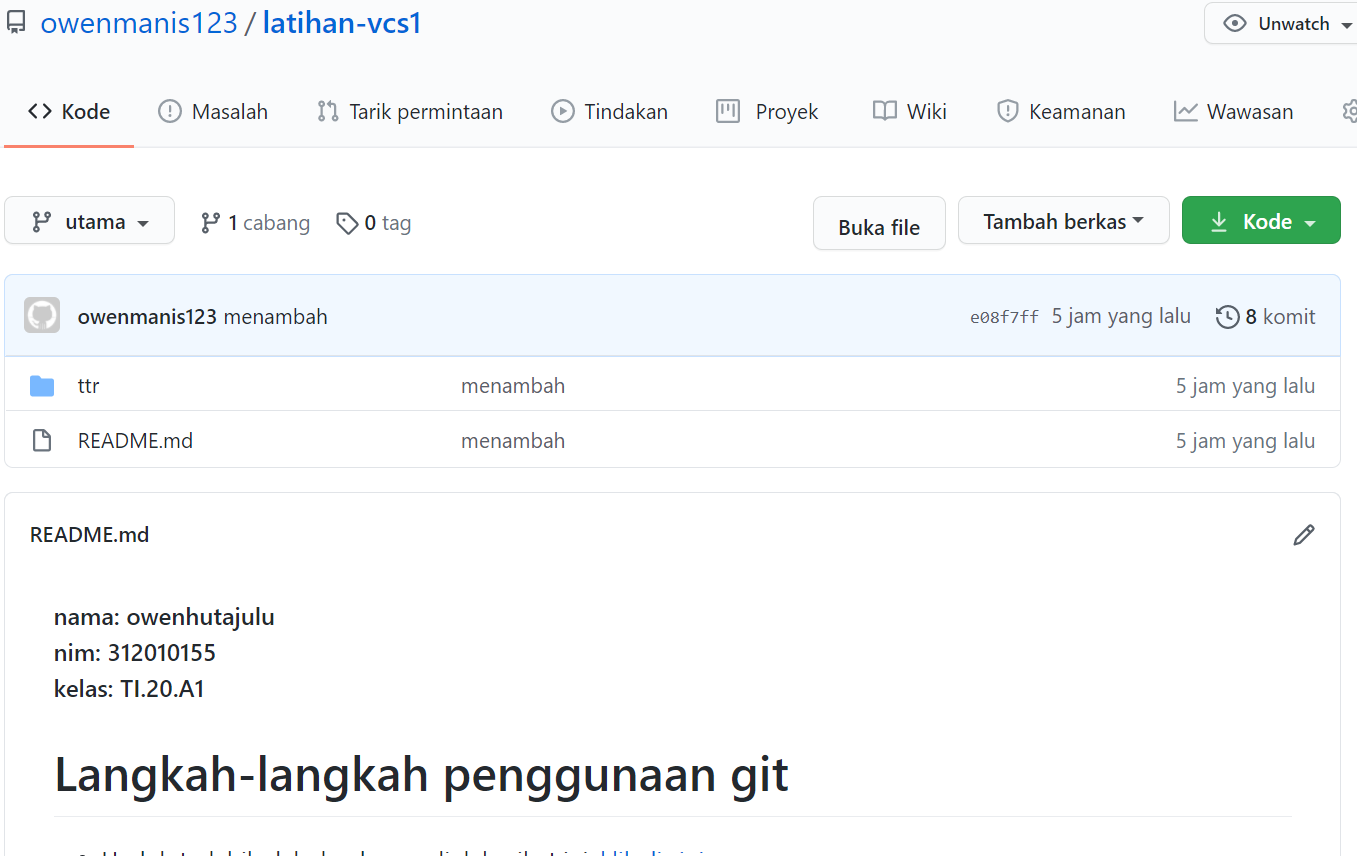 owenmanis123 / latihan-vcs1
Unwatch
Kode Masalah Tarik permintaan Tindakan Proyek Wiki Keamanan Wawasan
utama 1 cabang 0 tag Buka file Tambah berkas Kode
owenmanis123 menambah e08f7ff 5 jam yang lalu 8 komit
ttr menambah 5 jam yang lalu
README.md menambah 5 jam yang lalu
README.md
nama: owenhutajulu
nim: 312010155
kelas: TI.20.A1
Langkah-langkah penggunaan git